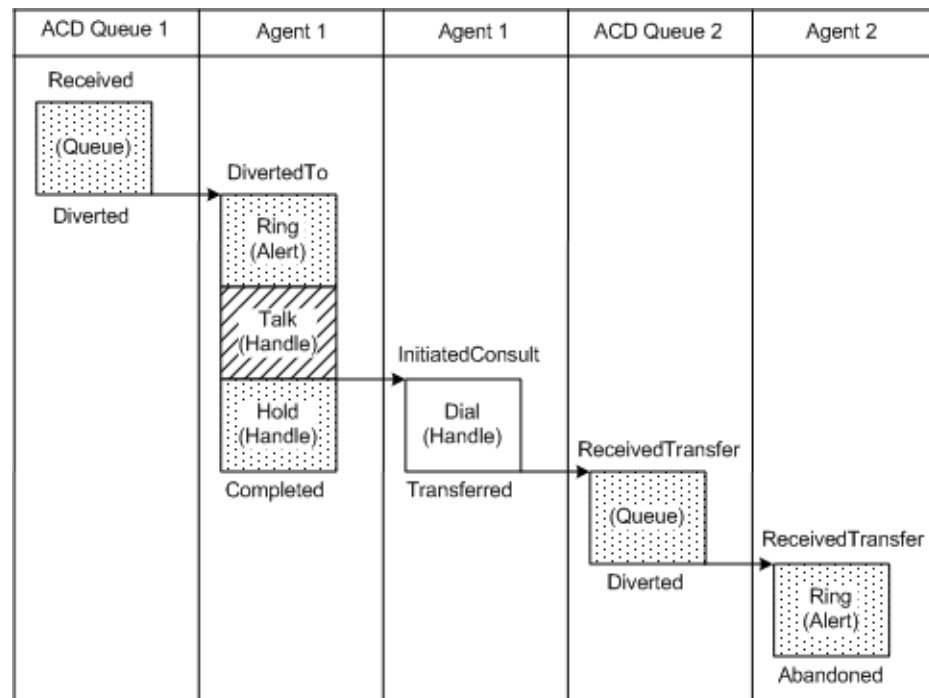 ACD Queue 1
Agent 1
Agent 1
ACD Queue 2
Agent 2
Received
(Queue)
Diverted
DivertedTo
Ring
(Alert)
Talk
(Handle)
Hold
(Handle)
Completed
InitiatedConsult
Dial
(Handle)
Transferred
ReceivedTransfer
(Queue)
Diverted
ReceivedTransfer
Ring
(Alert)
Abandoned